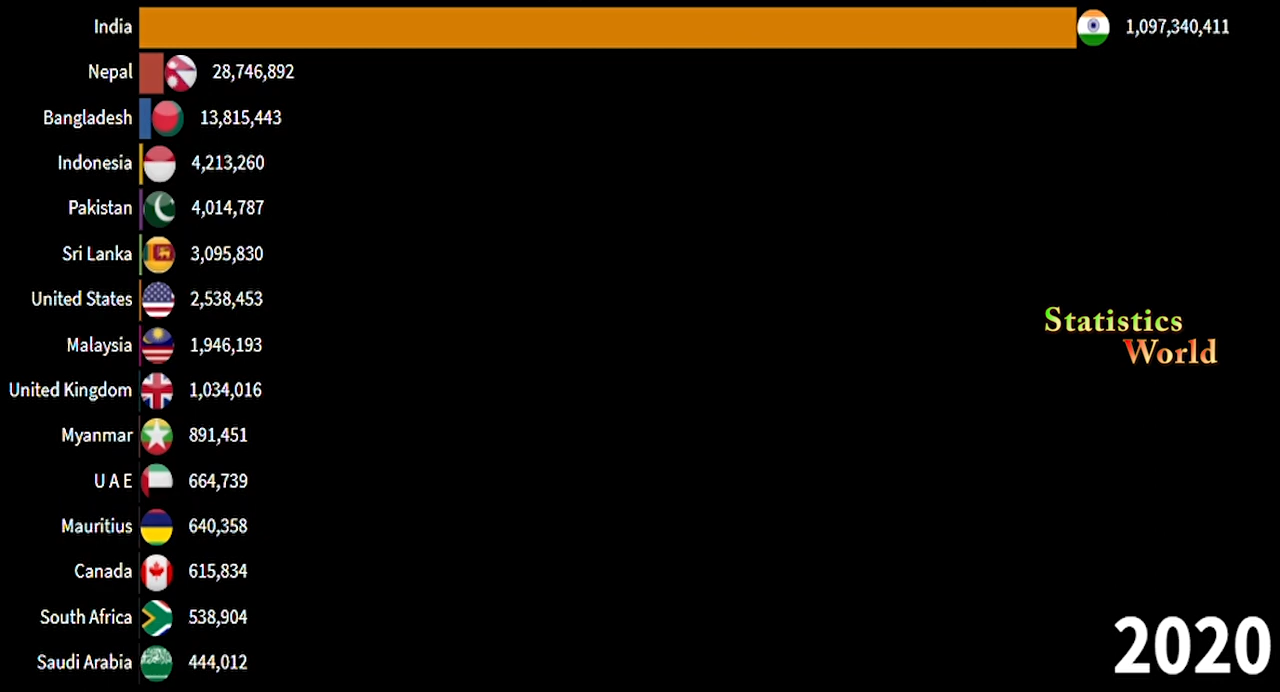 India 1,097,340,411
Nepal 28,746,892
Bangladesh 13,815,443
Indonesia 4,213,260
Pakistan 4,014,787
Sri Lanka 3,095,830
United States 2,538,453
Malaysia 1,946,193
United Kingdom 1,034,016
Myanmar 891,451
U A E 664,739
Mauritius 640,358
Canada 615,834
South Africa 538,904
Saudi Arabia 444,012
Statistics
World
2020